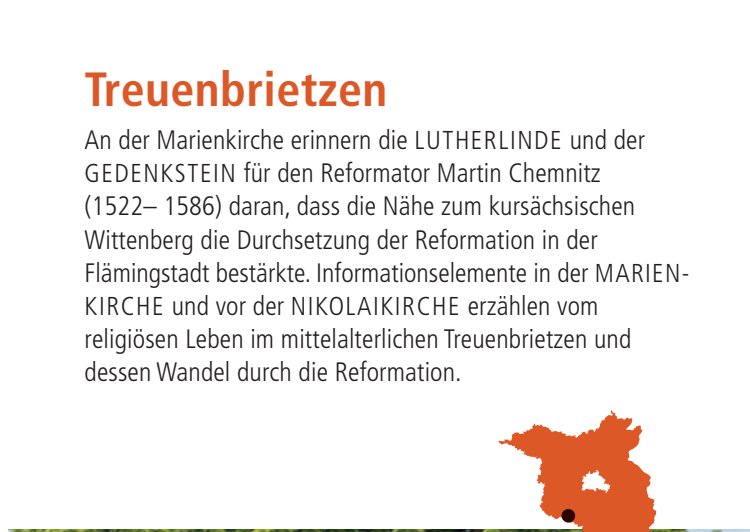 Treuenbrietzen
An der Marienkirche erinnern die LUTHERLINDE und der
GEDENKSTEIN für den Reformator Martin Chemnitz
(1522– 1586) daran, dass die Nähe zum kursächsischen
Wittenberg die Durchsetzung der Reformation in der
Flämingstadt bestärkte. Informationselemente in der MARIEN-
KIRCHE und vor der NIKOLAIKIRCHE erzählen vom
religiösen Leben im mittelalterlichen Treuenbrietzen und
dessen Wandel durch die Reformation.